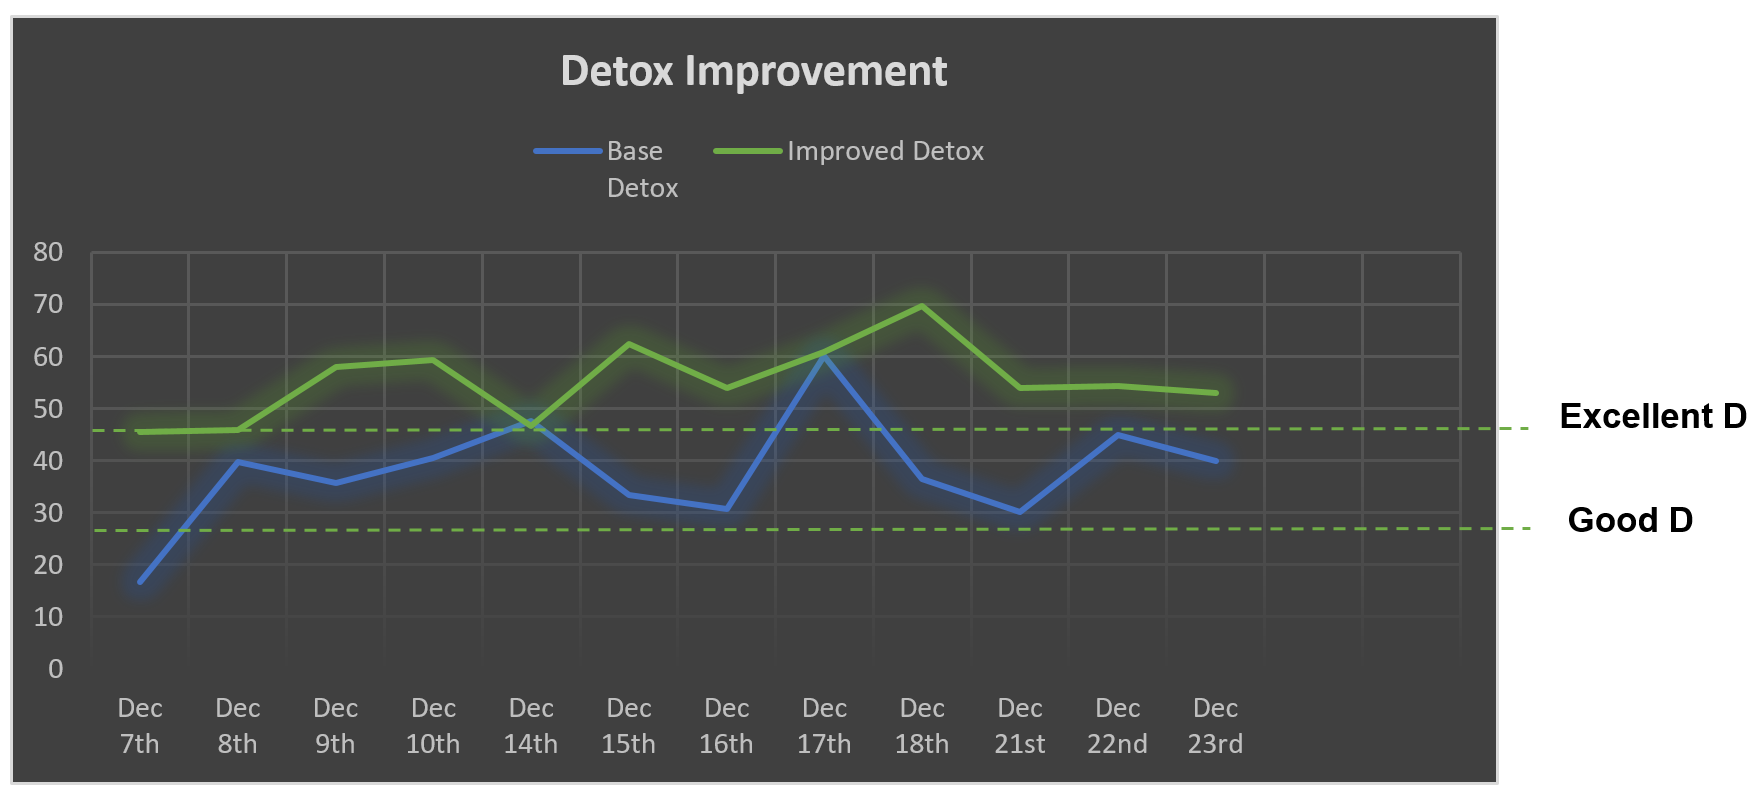 Detox Improvement
Base
Detox
Improved Detox
80
70
60
50
40
30
20
10
0
Excellent D
Good D
Dec
7th
Dec
8th
Dec
9th
Dec
10th
Dec
14th
Dec
15th
Dec
16th
Dec
17th
Dec
18th
Dec
21st
Dec
22nd
Dec
23rd